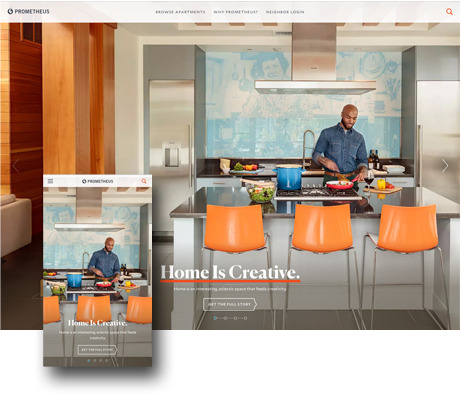 PROMETHEUS
BROWSE APARTMENTS WHY PROMETHEUS? NEIGHBOR LOGIN
Home Is Creative.
Home is an interesting, eclectic space that feeds creativity.
GET THE FULL STORY
PROMETHEUS
Home Is Creative.
Home is an interesting, eclectic space that feeds
creativity.
GET THE FULL STORY